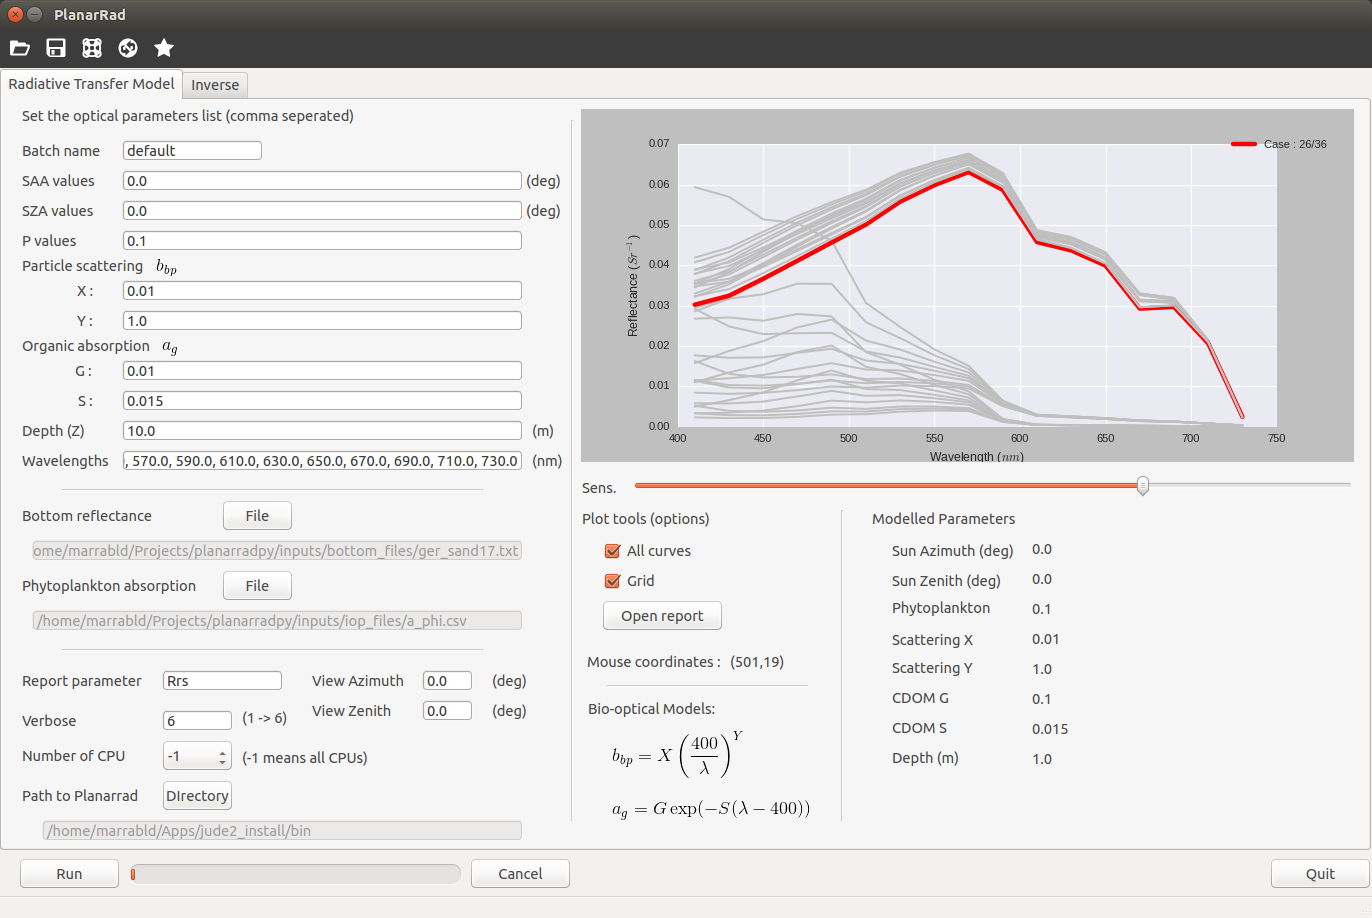 PlanarRad
Radiative Transfer Model
Inverse
Set the optical parameters list (comma seperated)
Batch name default
SAA values 0.0 (deg)
SZA values 0.0 (deg)
P values 0.1
Particle scattering b_bp
X : 0.01
Y : 1.0
Organic absorption a_g
G : 0.01
S : 0.015
Depth (Z) 10.0 (m)
Wavelengths , 570.0, 590.0, 610.0, 630.0, 650.0, 670.0, 690.0, 710.0, 730.0 (nm)
Bottom reflectance File
ome/marrabld/Projects/planarradpy/inputs/bottom_files/ger_sand17.txt
Phytoplankton absorption File
/home/marrabld/Projects/planarradpy/inputs/iop_files/a_phi.csv
Report parameter Rrs View Azimuth 0.0 (deg)
Verbose 6 (1 -> 6) View Zenith 0.0 (deg)
Number of CPU -1 (-1 means all CPUs)
Path to Planarrad DIrectory
/home/marrabld/Apps/jude2_install/bin
Case : 26/36
0.07
0.06
0.05
0.04
0.03
0.02
0.01
0.00
Reflectance (Sr^-1)
400 450 500 550 600 650 700 750
Wavelength (nm)
Sens.
Plot tools (options)
All curves
Grid
Open report
Mouse coordinates : (501,19)
Bio-optical Models:
b_bp = X (400/λ)^Y
a_g = G exp(−S(λ − 400))
Modelled Parameters
Sun Azimuth (deg) 0.0
Sun Zenith (deg) 0.0
Phytoplankton 0.1
Scattering X 0.01
Scattering Y 1.0
CDOM G 0.1
CDOM S 0.015
Depth (m) 1.0
Run Cancel Quit